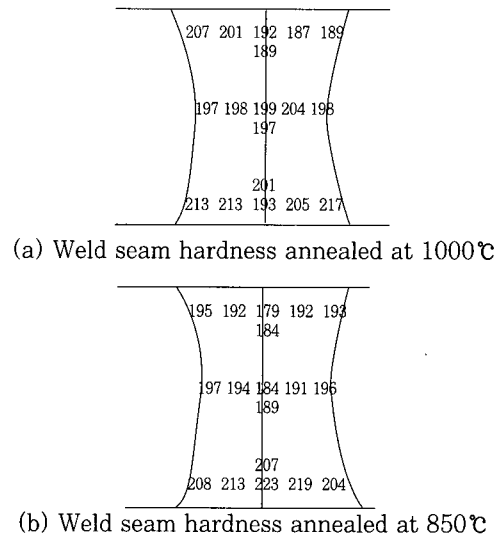 207 201 192 187 189
189
197 198 199 204 198
197
201
213 213 193 205 217
(a) Weld seam hardness annealed at 1000℃
195 192 179 192 193
184
197 194 184 191 196
189
207
208 213 223 219 204
(b) Weld seam hardness annealed at 850℃